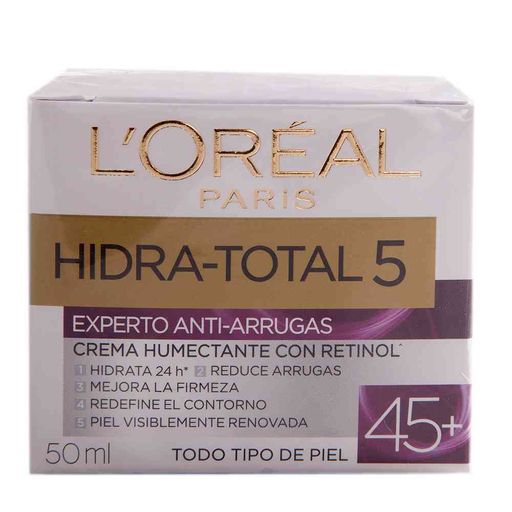 L'ORÉAL
PARIS
HIDRA-TOTAL 5
EXPERTO ANTI-ARRUGAS
CREMA HUMECTANTE CON RETINOL^
1 HIDRATA 24 h* 2 REDUCE ARRUGAS
3 MEJORA LA FIRMEZA
4 REDEFINE EL CONTORNO
5 PIEL VISIBLEMENTE RENOVADA
45+
50 ml TODO TIPO DE PIEL